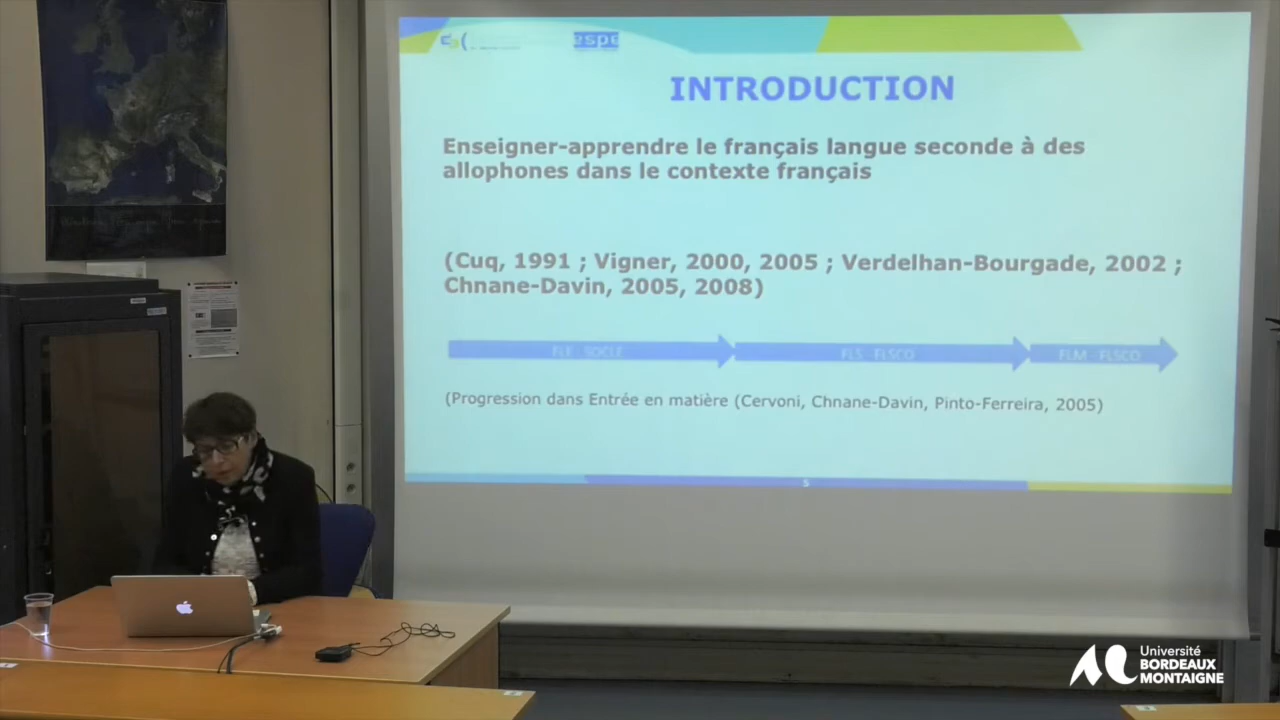 espe
INTRODUCTION
Enseigner-apprendre le français langue seconde à des
allophones dans le contexte français
(Cuq, 1991 ; Vigner, 2000, 2005 ; Verdelhan-Bourgade, 2002 ;
Chnane-Davin, 2005, 2008)
FLE - SOCLE
FLS - FLSCO
FLM - FLSCO
(Progression dans Entrée en matière (Cervoni, Chnane-Davin, Pinto-Ferreira, 2005)
5
Université
BORDEAUX
MONTAIGNE